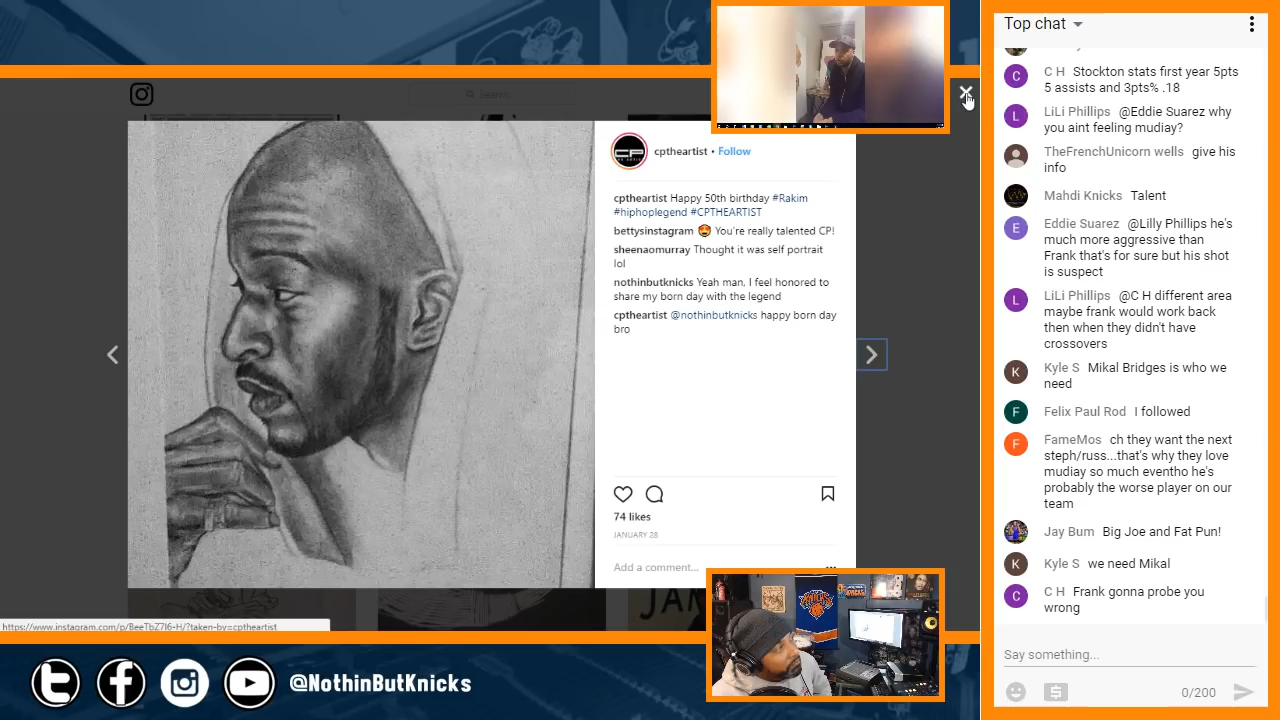 Search
cptheartist • Follow
cptheartist Happy 50th birthday #Rakim
#hiphoplegend #CPTHEARTIST
bettysinstagram 😍 You're really talented CP!
sheenaomurray Thought it was self portrait
lol
nothinbutknicks Yeah man, I feel honored to
share my born day with the legend
cptheartist @nothinbutknicks happy born day
bro
74 likes
JANUARY 28
Add a comment...
https://www.instagram.com/p/BeeTbZ7l6-H/?taken-by=cptheartist
KNICKS
@NothinButKnicks
Top chat
C H Stockton stats first year 5pts
5 assists and 3pts% .18
LiLi Phillips @Eddie Suarez why
you aint feeling mudiay?
TheFrenchUnicorn wells give his
info
Mahdi Knicks Talent
Eddie Suarez @Lilly Phillips he's
much more aggressive than
Frank that's for sure but his shot
is suspect
LiLi Phillips @C H different area
maybe frank would work back
then when they didn't have
crossovers
Kyle S Mikal Bridges is who we
need
Felix Paul Rod I followed
FameMos ch they want the next
steph/russ...that's why they love
mudiay so much eventho he's
probably the worse player on our
team
Jay Bum Big Joe and Fat Pun!
Kyle S we need Mikal
C H Frank gonna probe you
wrong
Say something...
0/200